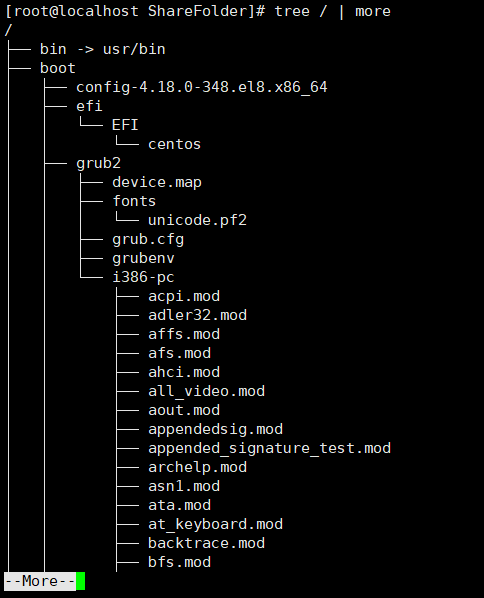 [root@localhost ShareFolder]# tree / | more
/
├── bin -> usr/bin
├── boot
│   ├── config-4.18.0-348.el8.x86_64
│   ├── efi
│   │   └── EFI
│   │       └── centos
│   ├── grub2
│   │   ├── device.map
│   │   ├── fonts
│   │   │   └── unicode.pf2
│   │   ├── grub.cfg
│   │   ├── grubenv
│   │   └── i386-pc
│   │       ├── acpi.mod
│   │       ├── adler32.mod
│   │       ├── affs.mod
│   │       ├── afs.mod
│   │       ├── ahci.mod
│   │       ├── all_video.mod
│   │       ├── aout.mod
│   │       ├── appendedsig.mod
│   │       ├── appended_signature_test.mod
│   │       ├── archelp.mod
│   │       ├── asn1.mod
│   │       ├── ata.mod
│   │       ├── at_keyboard.mod
│   │       ├── backtrace.mod
│   │       ├── bfs.mod
--More--